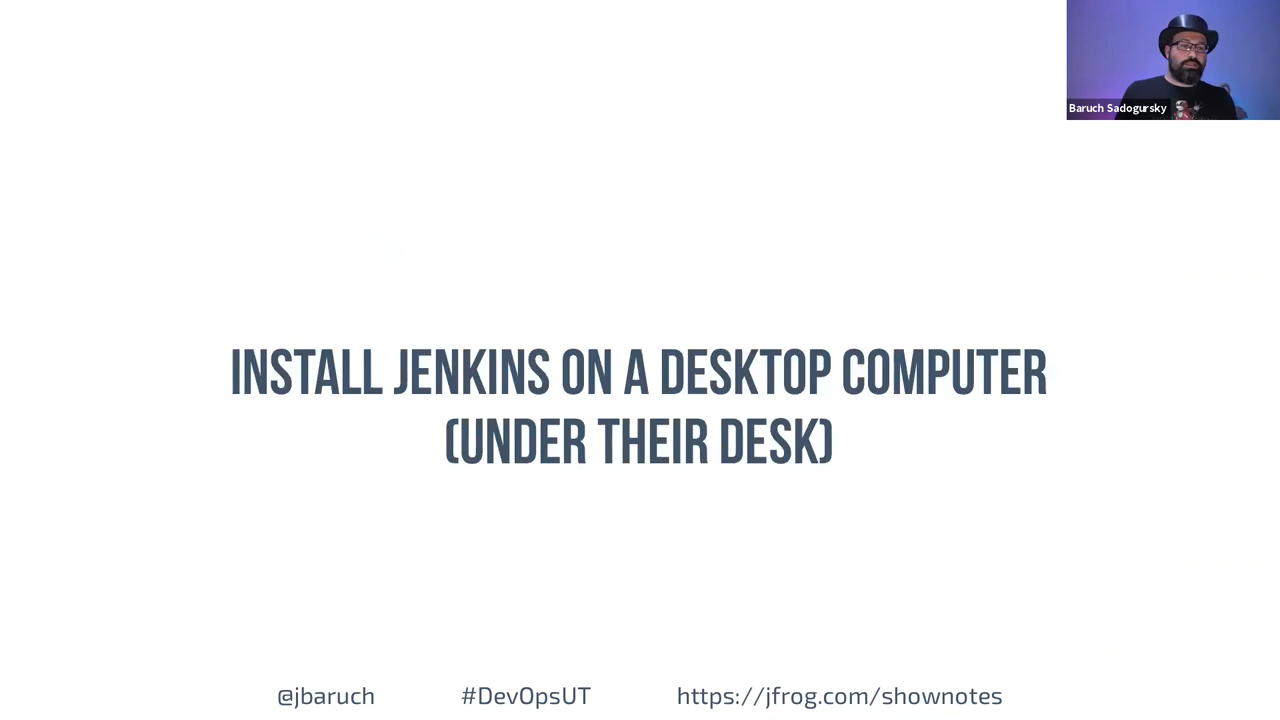 Baruch Sadogursky
INSTALL JENKINS ON A DESKTOP COMPUTER
(UNDER THEIR DESK)
@jbaruch
#DevOpsUT
https://jfrog.com/shownotes